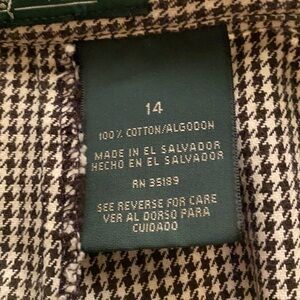 14
100% COTTON/ALGODON
MADE IN EL SALVADOR
HECHO EN EL SALVADOR
RN 35189
SEE REVERSE FOR CARE
VER AL DORSO PARA
CUIDADO